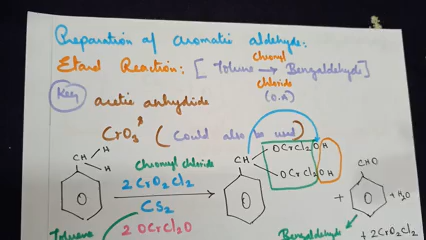 Preparation of aromatic aldehyde:
Etard Reaction: [Toluene → Benzaldehyde]
chromyl
chloride
(O.A)
Key acetic anhydride
CrO3 (Could also be used)
CH H
H
Chromyl chloride
2 CrO2Cl2
CS2
2 OCrCl2O
Toluene
CH OCrCl2OH
OCrCl2OH
+
CHO
+ H2O
Benzaldehyde
+ 2CrO2Cl2